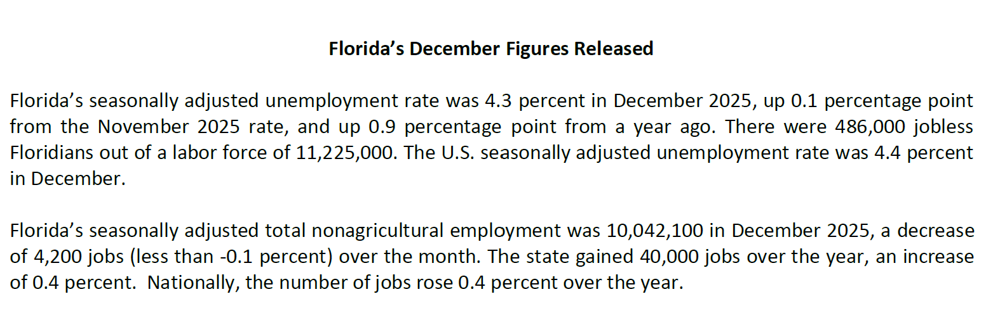 Florida’s December Figures Released
Florida’s seasonally adjusted unemployment rate was 4.3 percent in December 2025, up 0.1 percentage point
from the November 2025 rate, and up 0.9 percentage point from a year ago. There were 486,000 jobless
Floridians out of a labor force of 11,225,000. The U.S. seasonally adjusted unemployment rate was 4.4 percent
in December.
Florida’s seasonally adjusted total nonagricultural employment was 10,042,100 in December 2025, a decrease
of 4,200 jobs (less than -0.1 percent) over the month. The state gained 40,000 jobs over the year, an increase
of 0.4 percent.  Nationally, the number of jobs rose 0.4 percent over the year.